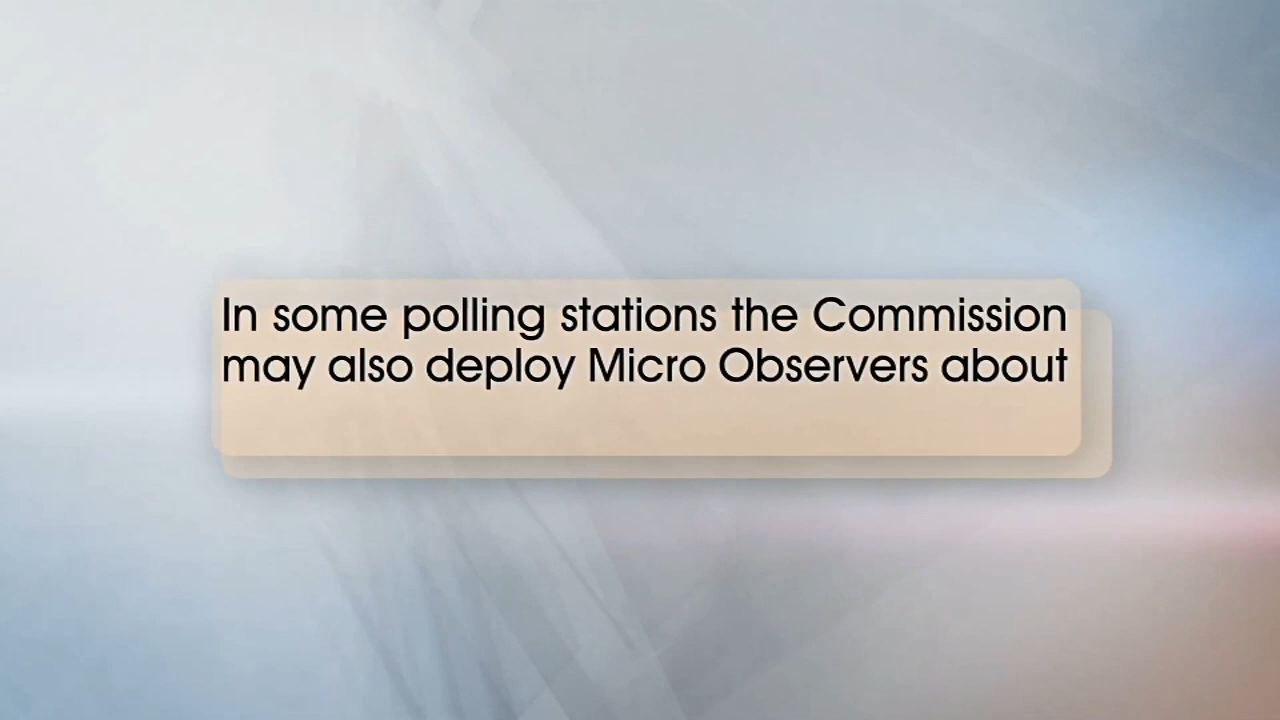 In some polling stations the Commission
may also deploy Micro Observers about